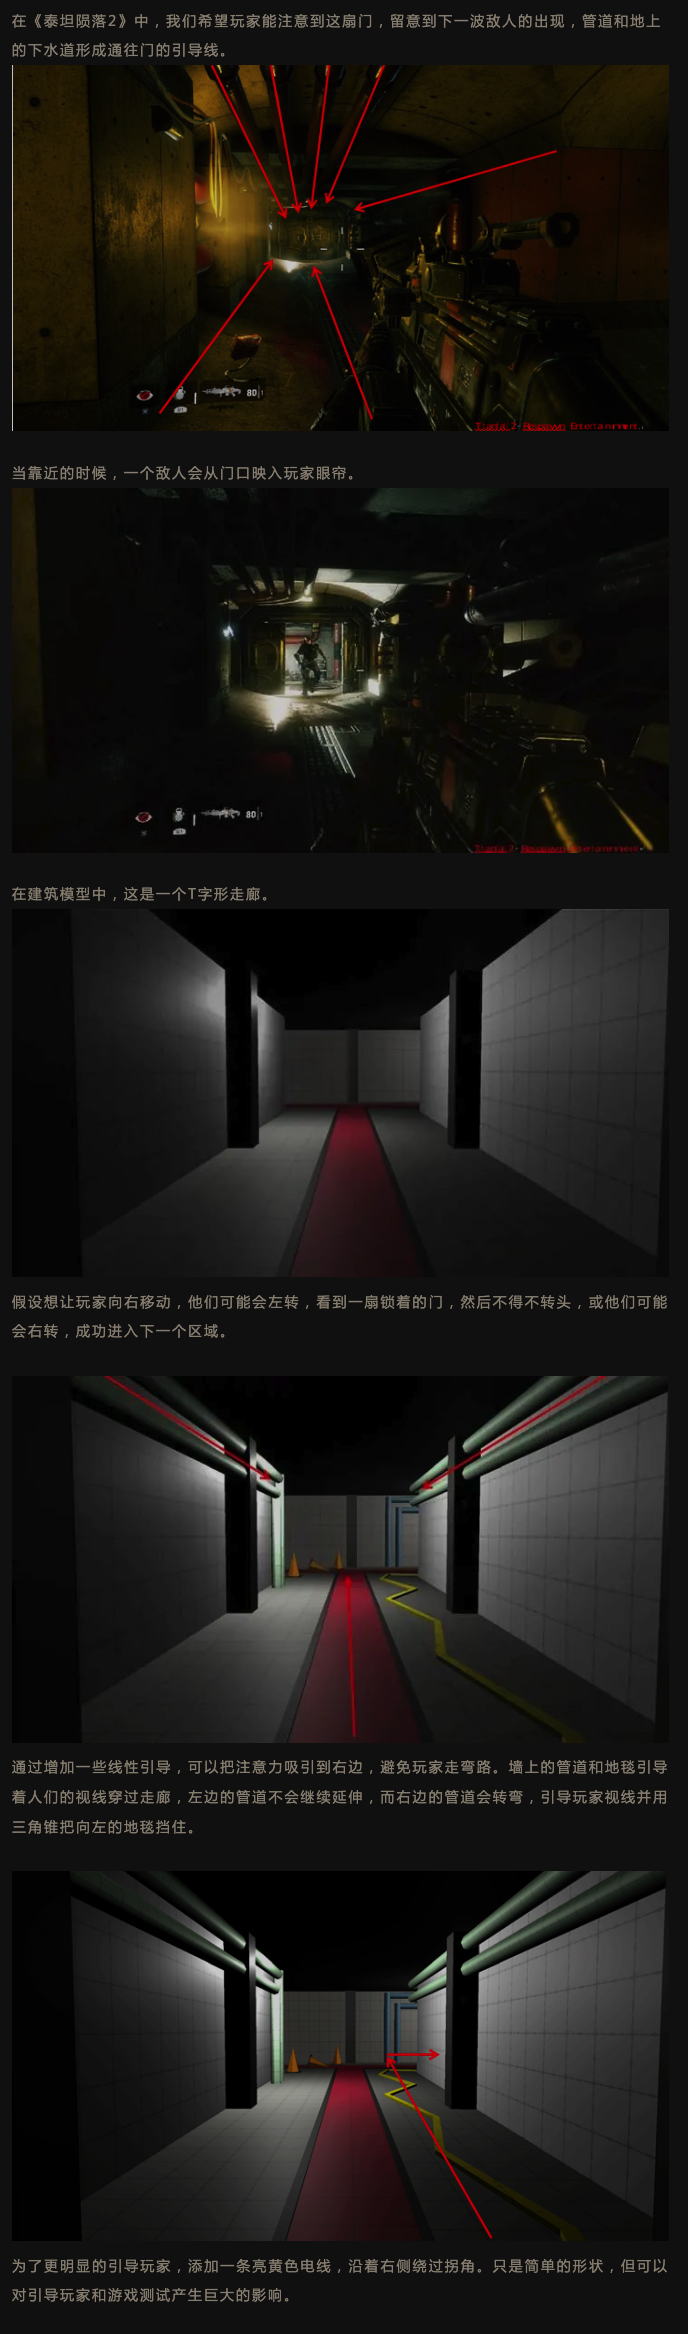 在《泰坦陨落2》中，我们希望玩家能注意到这扇门，留意到下一波敌人的出现，管道和地上
的下水道形成通往门的引导线。
80
Titanfall 2- Respawn Entertainment.
当靠近的时候，一个敌人会从门口映入玩家眼帘。
80
Titanfall 2- Respawn Entertainment.
在建筑模型中，这是一个T字形走廊。
假设想让玩家向右移动，他们可能会左转，看到一扇锁着的门，然后不得不转头，或他们可能
会右转，成功进入下一个区域。
通过增加一些线性引导，可以把注意力吸引到右边，避免玩家走弯路。墙上的管道和地毯引导
着人们的视线穿过走廊，左边的管道不会继续延伸，而右边的管道会转弯，引导玩家视线并用
三角锥把向左的地毯挡住。
为了更明显的引导玩家，添加一条亮黄色电线，沿着右侧绕过拐角。只是简单的形状，但可以
对引导玩家和游戏测试产生巨大的影响。